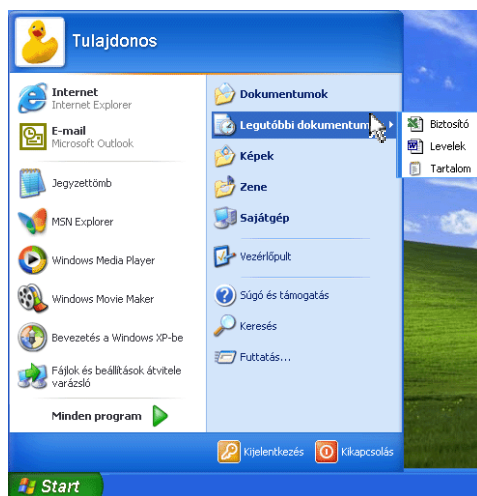 Tulajdonos
Internet
Internet Explorer
E-mail
Microsoft Outlook
Jegyzettömb
MSN Explorer
Windows Media Player
Windows Movie Maker
Bevezetés a Windows XP-be
Fájlok és beállítások átvitele
varázsló
Minden program
Dokumentumok
Legutóbbi dokumentum
Képek
Zene
Sajátgép
Vezérlőpult
Súgó és támogatás
Keresés
Futtatás...
Biztosító
Levelek
Tartalom
Kijelentkezés
Kikapcsolás
Start